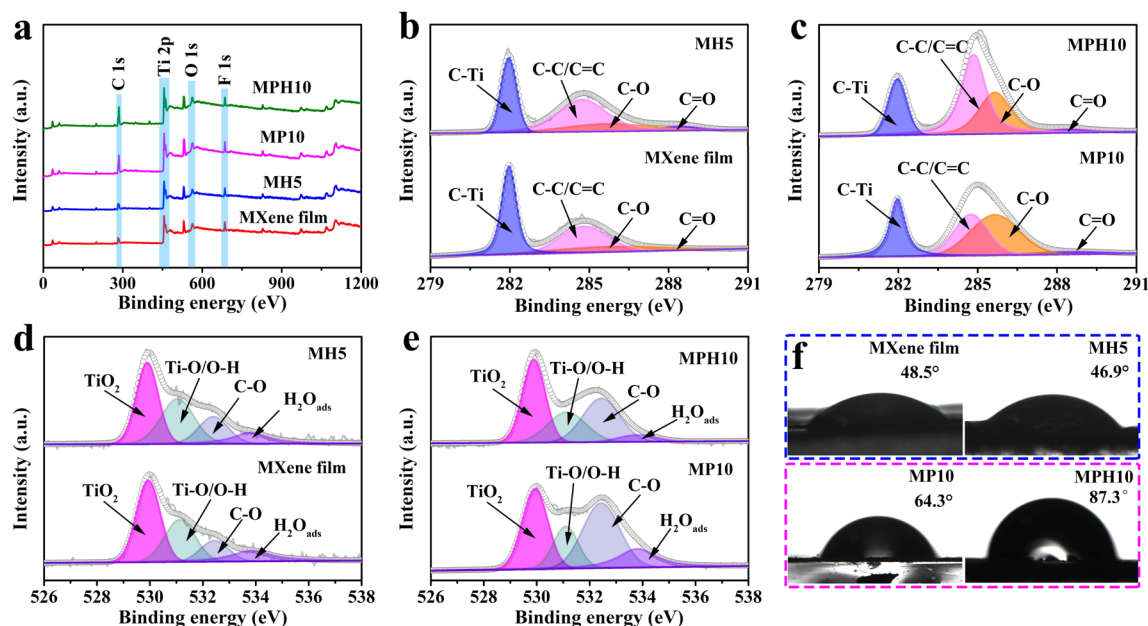 a
Intensity (a.u.)
C 1s
Ti 2p
O 1s
F 1s
MPH10
MP10
MH5
MXene film
0 300 600 900 1200
Binding energy (eV)
b
Intensity (a.u.)
MH5
C-Ti
C-C/C=C
C-O
C=O
MXene film
C-Ti
C-C/C=C
C-O
C=O
279 282 285 288 291
Binding energy (eV)
c
Intensity (a.u.)
MPH10
C-Ti
C-C/C=C
C-O
C=O
MP10
C-Ti
C-C/C=C
C-O
C=O
279 282 285 288 291
Binding energy (eV)
d
Intensity (a.u.)
MH5
TiO2
Ti-O/O-H
C-O
H2Oads
MXene film
TiO2
Ti-O/O-H
C-O
H2Oads
526 528 530 532 534 536 538
Binding energy (eV)
e
Intensity (a.u.)
MPH10
TiO2
Ti-O/O-H
C-O
H2Oads
MP10
TiO2
Ti-O/O-H
C-O
H2Oads
526 528 530 532 534 536 538
Binding energy (eV)
f
MXene film
48.5°
MH5
46.9°
MP10
64.3°
MPH10
87.3°